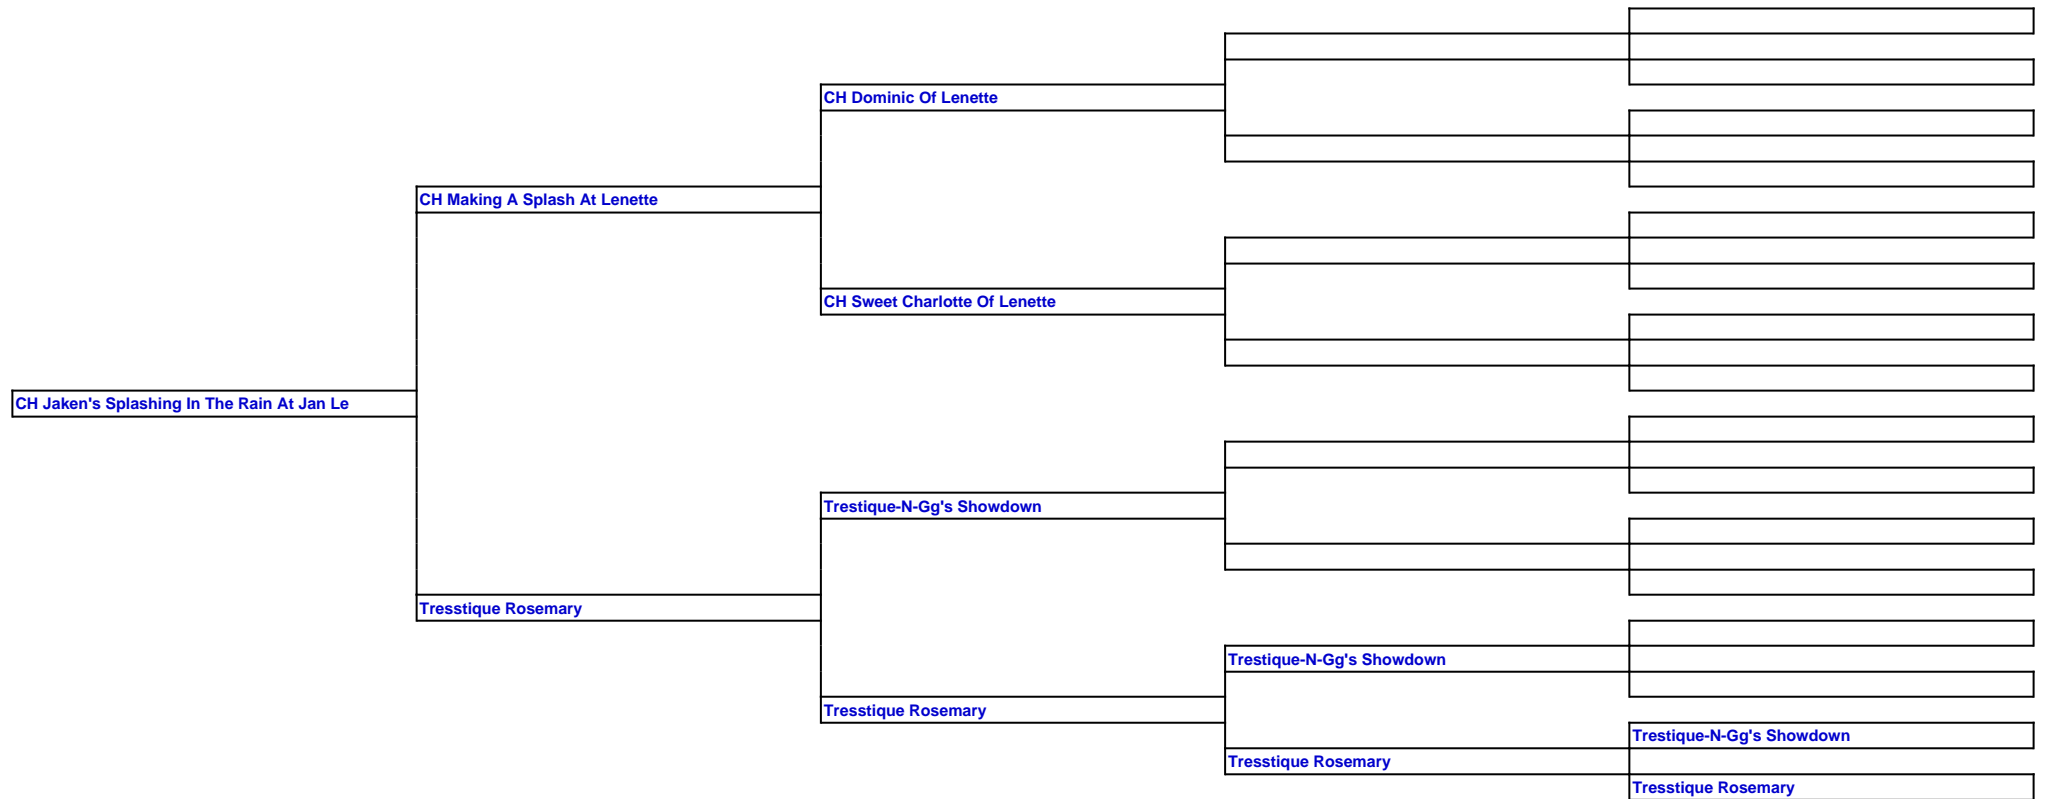 CH Dominic Of Lenette
CH Making A Splash At Lenette
CH Sweet Charlotte Of Lenette
CH Jaken's Splashing In The Rain At Jan Le
Trestique-N-Gg's Showdown
Tresstique Rosemary
Trestique-N-Gg's Showdown
Tresstique Rosemary
Trestique-N-Gg's Showdown
Tresstique Rosemary
Tresstique Rosemary